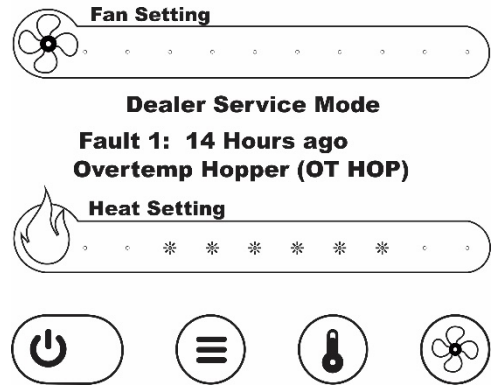 Fan Setting
Dealer Service Mode
Fault 1: 14 Hours ago
Overtemp Hopper (OT HOP)
Heat Setting